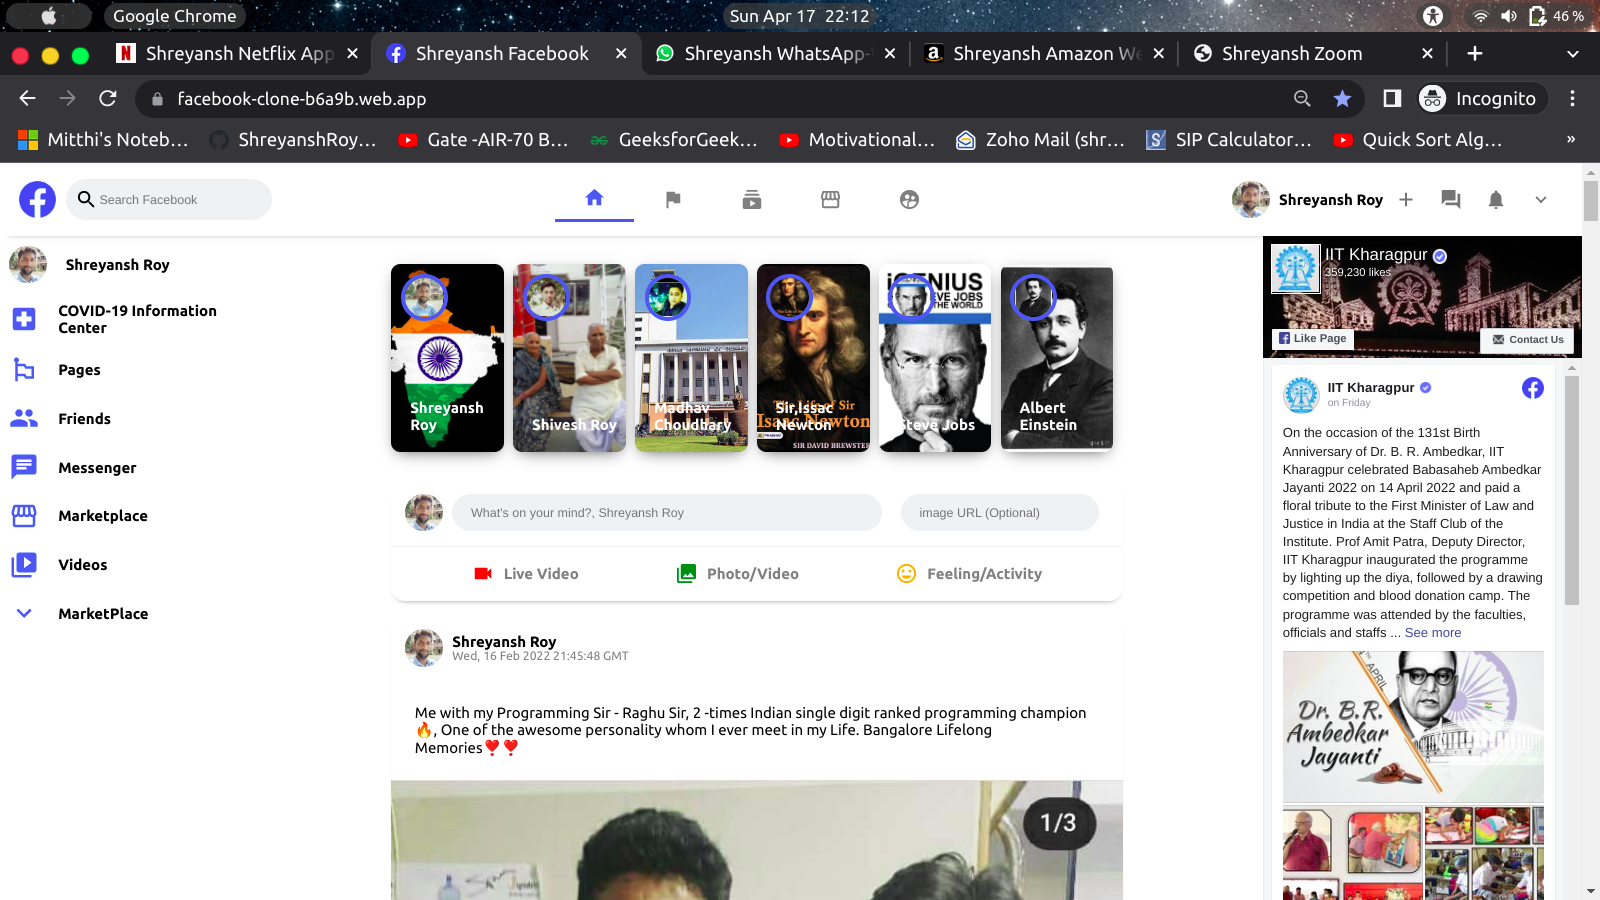 Google Chrome
Sun Apr 17 22:12
46 %
Shreyansh Netflix App
Shreyansh Facebook
Shreyansh WhatsApp-
Shreyansh Amazon We
Shreyansh Zoom
facebook-clone-b6a9b.web.app
Incognito
Mitthi's Noteb...
ShreyanshRoy...
Gate -AIR-70 B...
GeeksforGeek...
Motivational...
Zoho Mail (shr...
SIP Calculator...
Quick Sort Alg...
»
Search Facebook
Shreyansh Roy
Shreyansh Roy
COVID-19 Information
Center
Pages
Friends
Messenger
Marketplace
Videos
MarketPlace
Shreyansh
Roy
Shivesh Roy
Madhav
Choudhary
The Life of Sir
Isaac Newton
SIR DAVID BREWSTER
Sir,Issac
Newton
iGENIUS
STEVE JOBS
THE WORLD
Steve Jobs
Albert
Einstein
What's on your mind?, Shreyansh Roy
image URL (Optional)
Live Video
Photo/Video
Feeling/Activity
Shreyansh Roy
Wed, 16 Feb 2022 21:45:48 GMT
Me with my Programming Sir - Raghu Sir, 2 -times Indian single digit ranked programming champion
🔥, One of the awesome personality whom I ever meet in my Life. Bangalore Lifelong
Memories❣️❣️
1/3
IIT Kharagpur
359,230 likes
Like Page
Contact Us
IIT Kharagpur
on Friday
On the occasion of the 131st Birth
Anniversary of Dr. B. R. Ambedkar, IIT
Kharagpur celebrated Babasaheb Ambedkar
Jayanti 2022 on 14 April 2022 and paid a
floral tribute to the First Minister of Law and
Justice in India at the Staff Club of the
Institute. Prof Amit Patra, Deputy Director,
IIT Kharagpur inaugurated the programme
by lighting up the diya, followed by a drawing
competition and blood donation camp. The
programme was attended by the faculties,
officials and staffs ... See more
APRIL
Dr. B.R.
Ambedkar
Jayanti